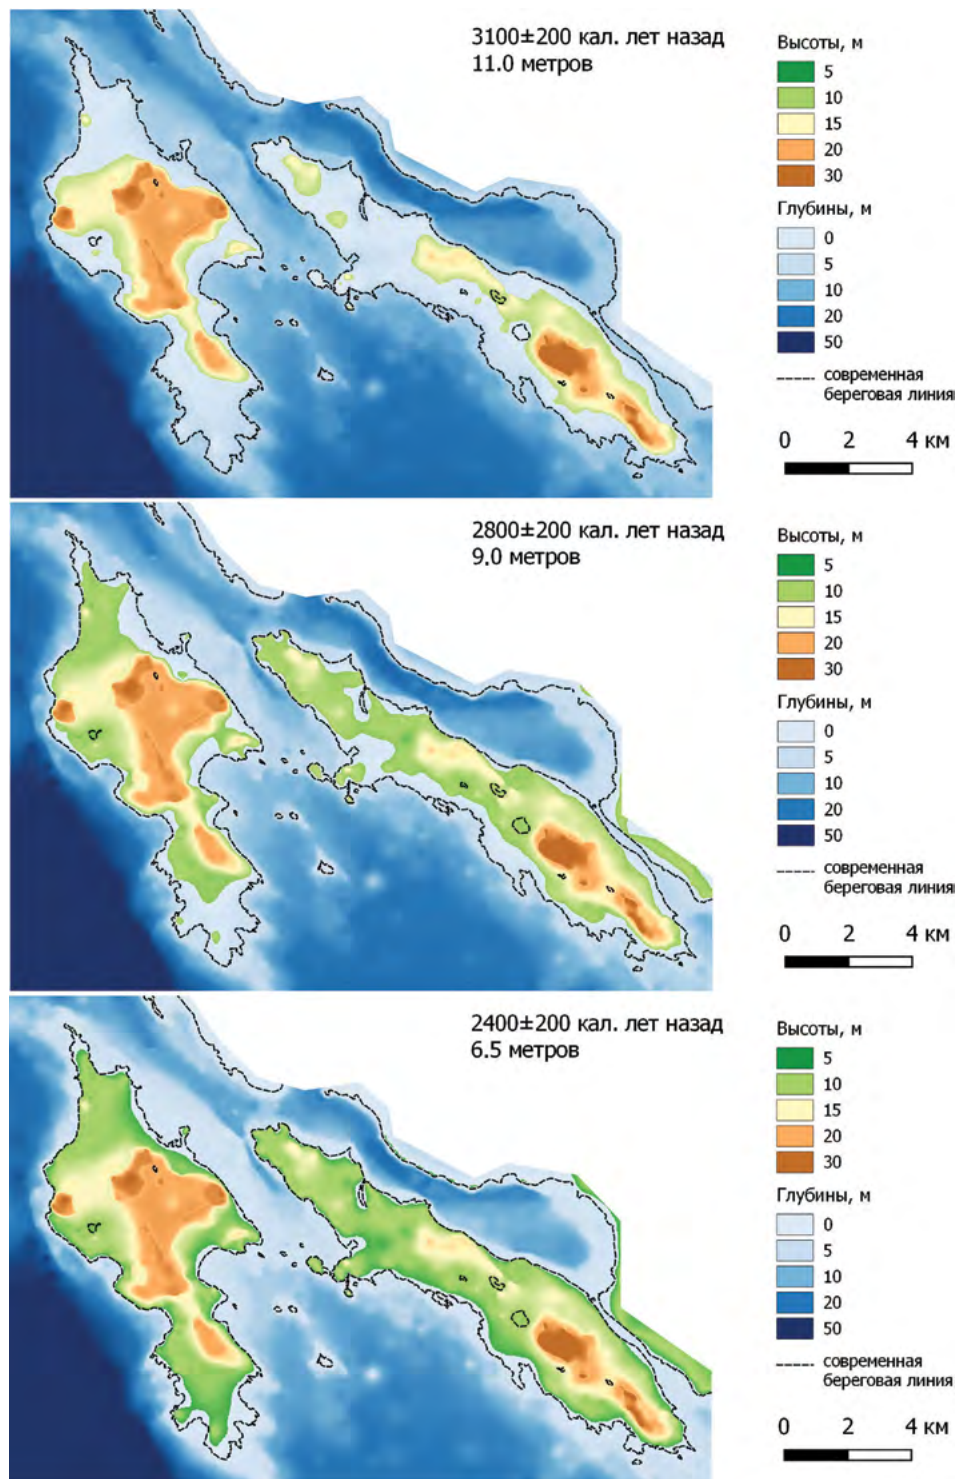 3100±200 кал. лет назад
11.0 метров
Высоты, м
5
10
15
20
30
Глубины, м
0
5
10
20
50
современная
береговая линия
0 2 4 км
2800±200 кал. лет назад
9.0 метров
Высоты, м
5
10
15
20
30
Глубины, м
0
5
10
20
50
современная
береговая линия
0 2 4 км
2400±200 кал. лет назад
6.5 метров
Высоты, м
5
10
15
20
30
Глубины, м
0
5
10
20
50
современная
береговая линия
0 2 4 км